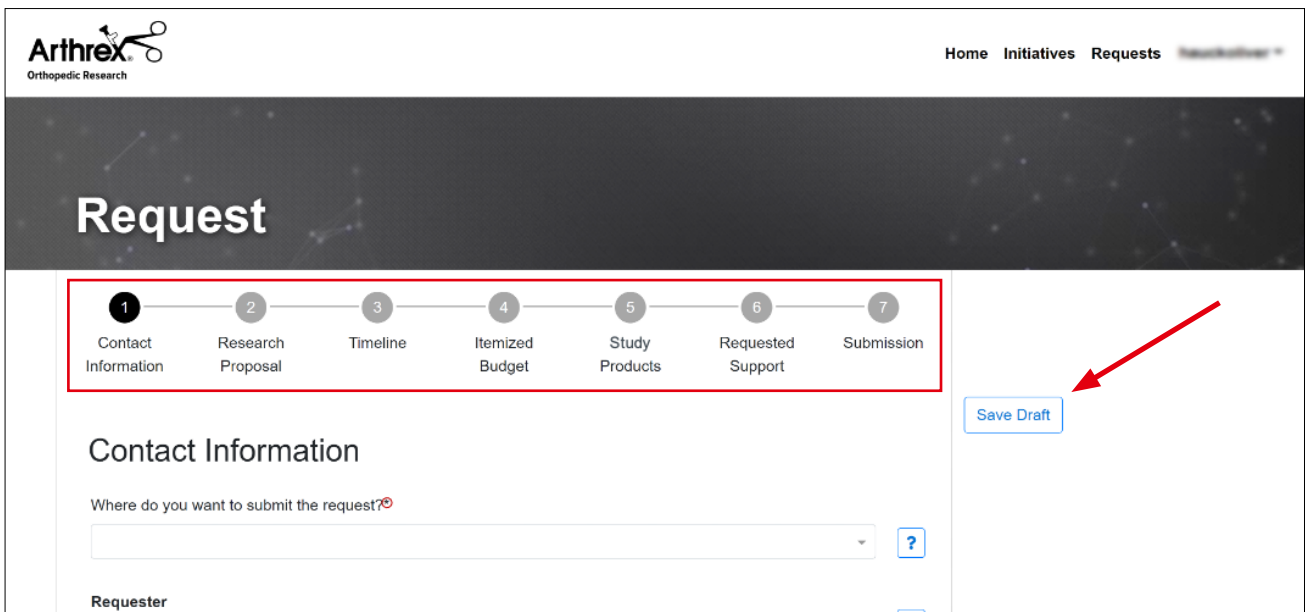 Arthrex®
Orthopedic Research
Home Initiatives Requests
Request
1 2 3 4 5 6 7
Contact Information
Research Proposal
Timeline
Itemized Budget
Study Products
Requested Support
Submission
Save Draft
Contact Information
Where do you want to submit the request?*
?
Requester